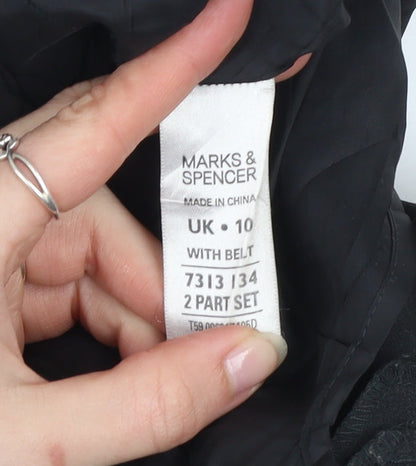 MARKS &
SPENCER
MADE IN CHINA
UK • 10
WITH BELT
7313 134
2 PART SET